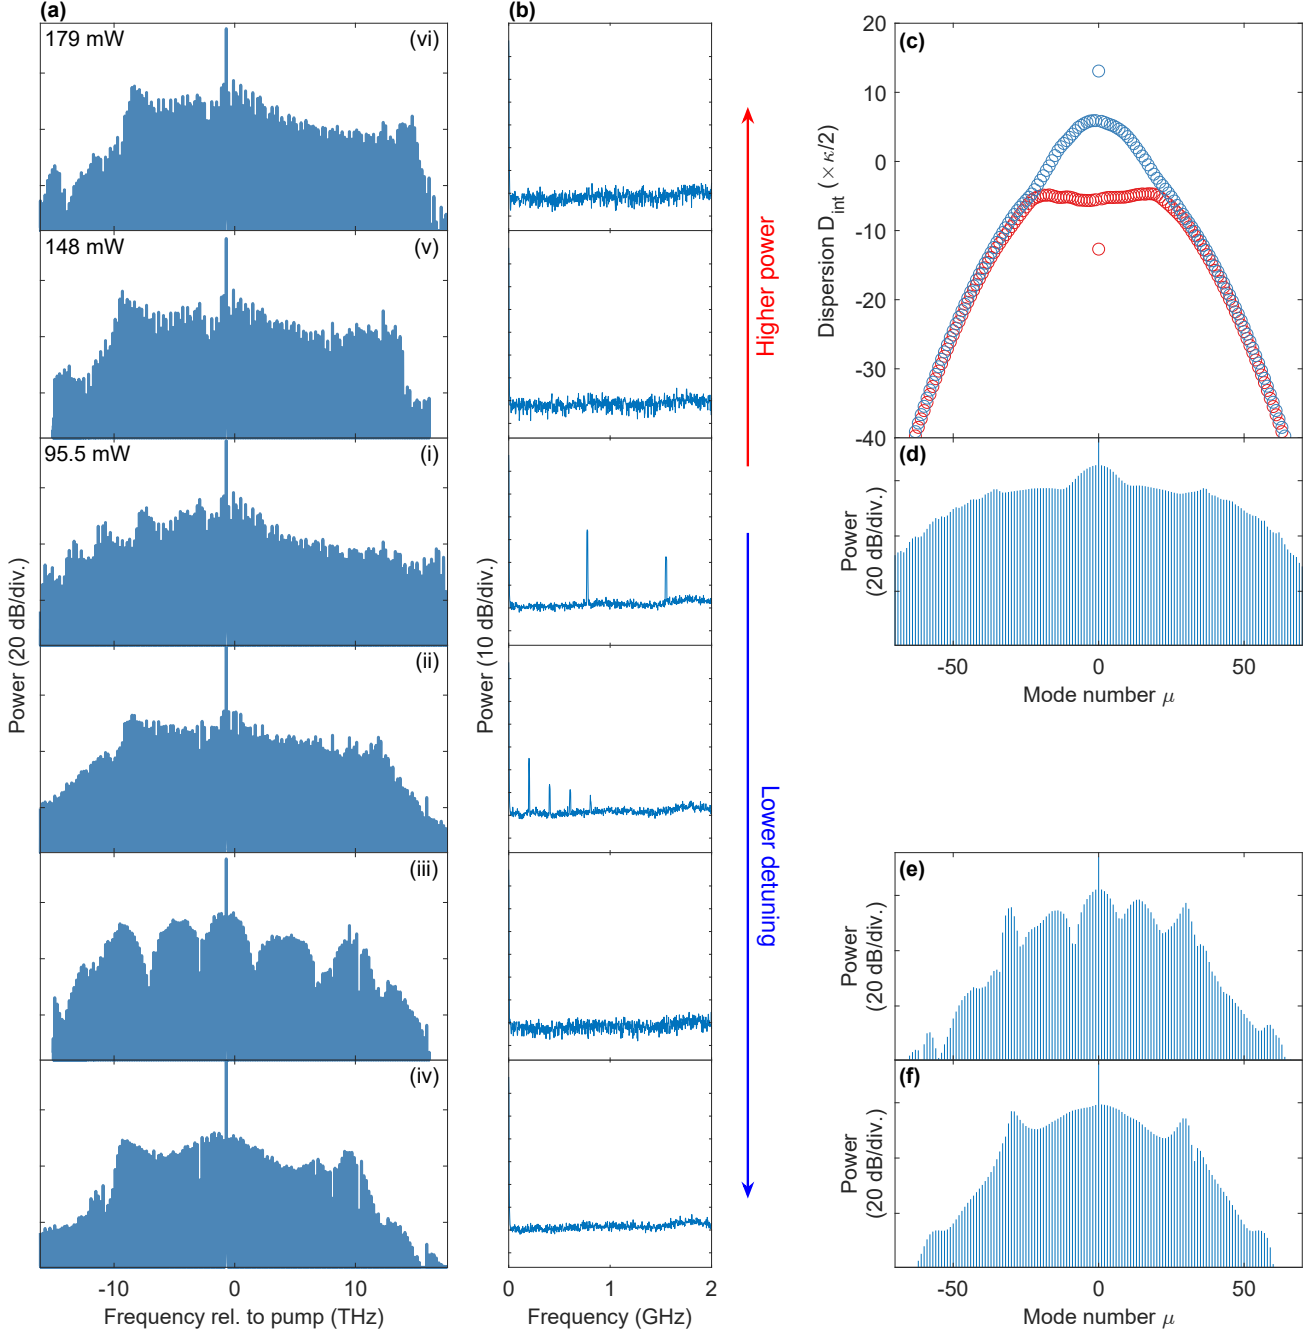 (a)
179 mW
(vi)
148 mW
(v)
95.5 mW
(i)
(ii)
(iii)
(iv)
Power (20 dB/div.)
-10
0
10
Frequency rel. to pump (THz)
(b)
Power (10 dB/div.)
0
1
2
Frequency (GHz)
Higher power
Lower detuning
(c)
20
10
0
-10
-20
-30
-40
Dispersion D_int (× κ/2)
(d)
Power
(20 dB/div.)
-50
0
50
Mode number μ
(e)
Power
(20 dB/div.)
(f)
Power
(20 dB/div.)
-50
0
50
Mode number μ